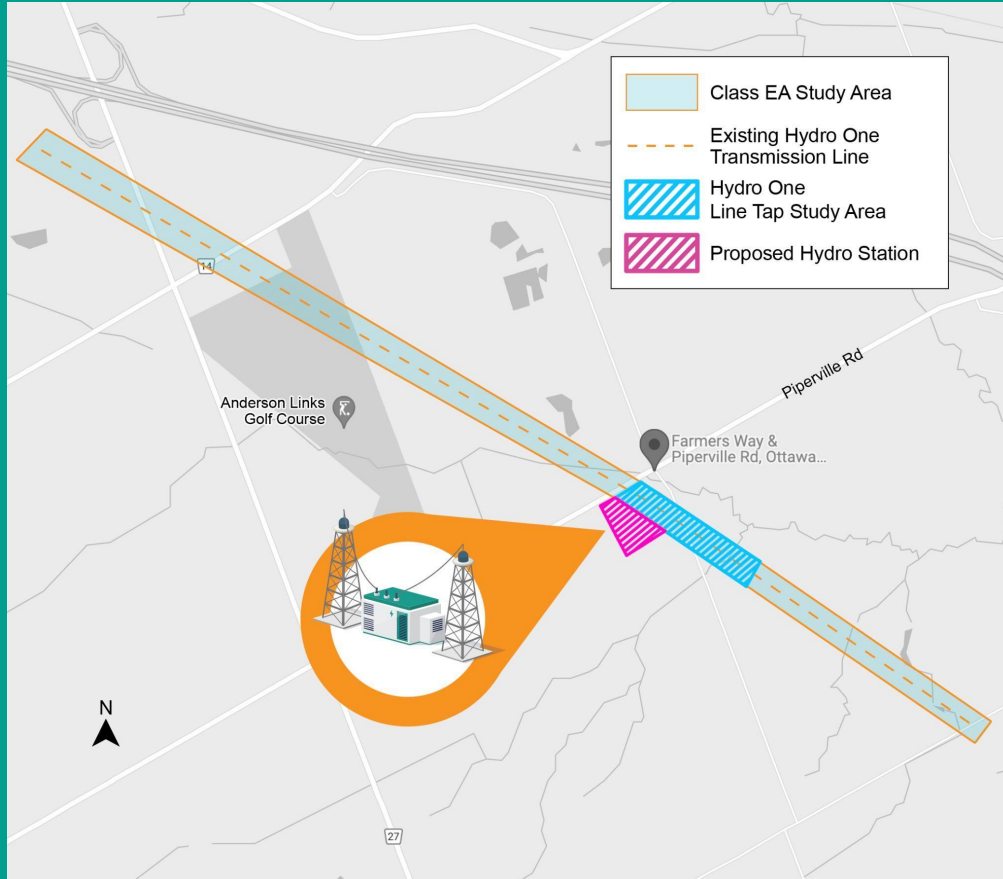 Class EA Study Area
Existing Hydro One
Transmission Line
Hydro One
Line Tap Study Area
Proposed Hydro Station
14
Piperville Rd
Anderson Links
Golf Course
Farmers Way &
Piperville Rd, Ottawa...
N
27